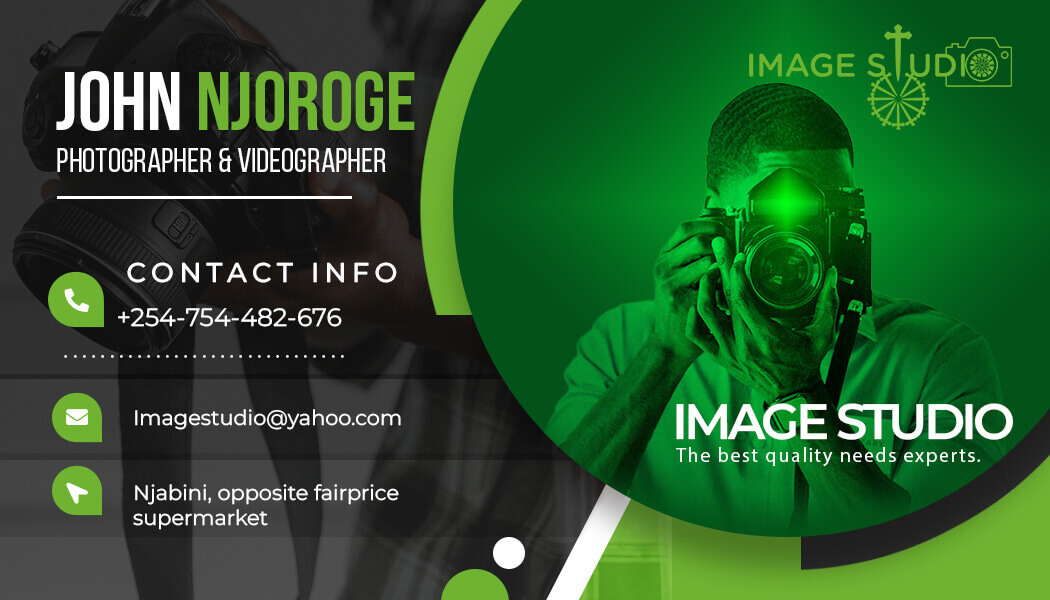 JOHN NJOROGE
PHOTOGRAPHER & VIDEOGRAPHER
CONTACT INFO
+254-754-482-676
Imagestudio@yahoo.com
Njabini, opposite fairprice
supermarket
IMAGE STUDIO
IMAGE STUDIO
The best quality needs experts.